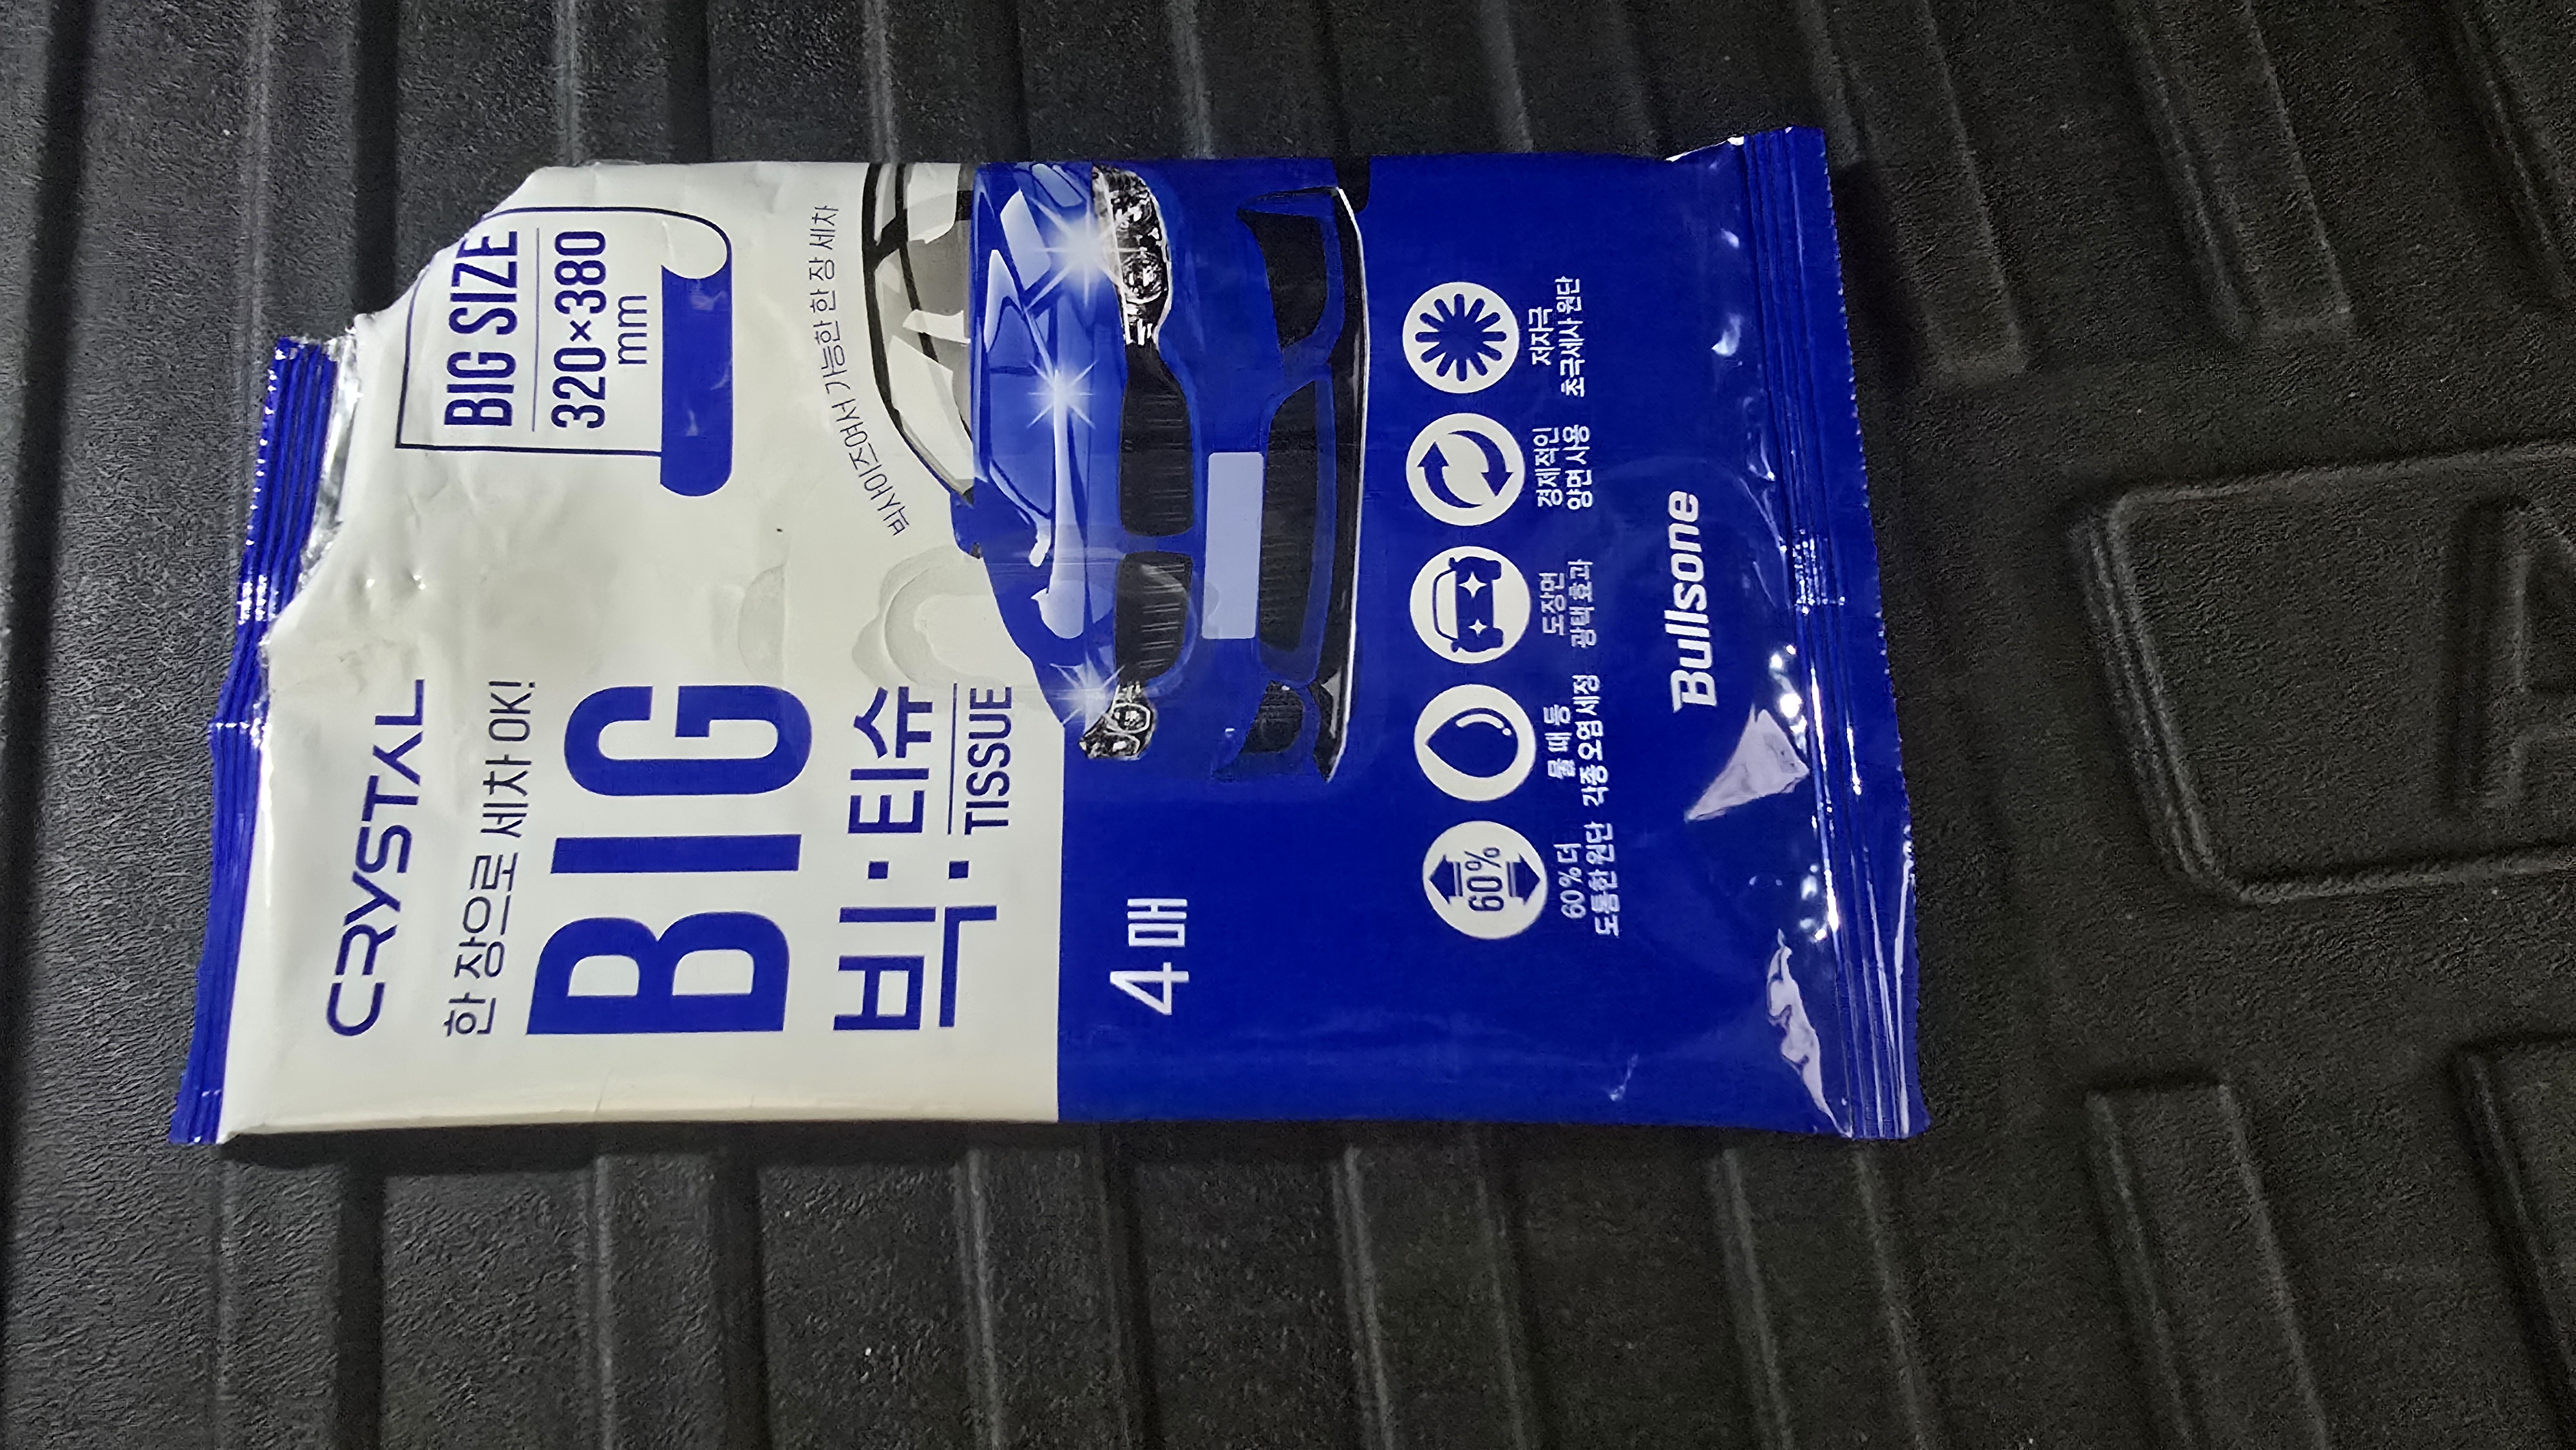 CRYSTAL
한 장으로 세차 OK!
BIG
빅·티슈
TISSUE
BIG SIZE
320×380
mm
빅사이즈여서 가능한 한 장 세차
4매
60%
60% 더
도톰한 원단
물 때 등
각종 오염 세정
도장면
광택 효과
경제적인
양면 사용
저자극
초극세사 원단
Bullsone